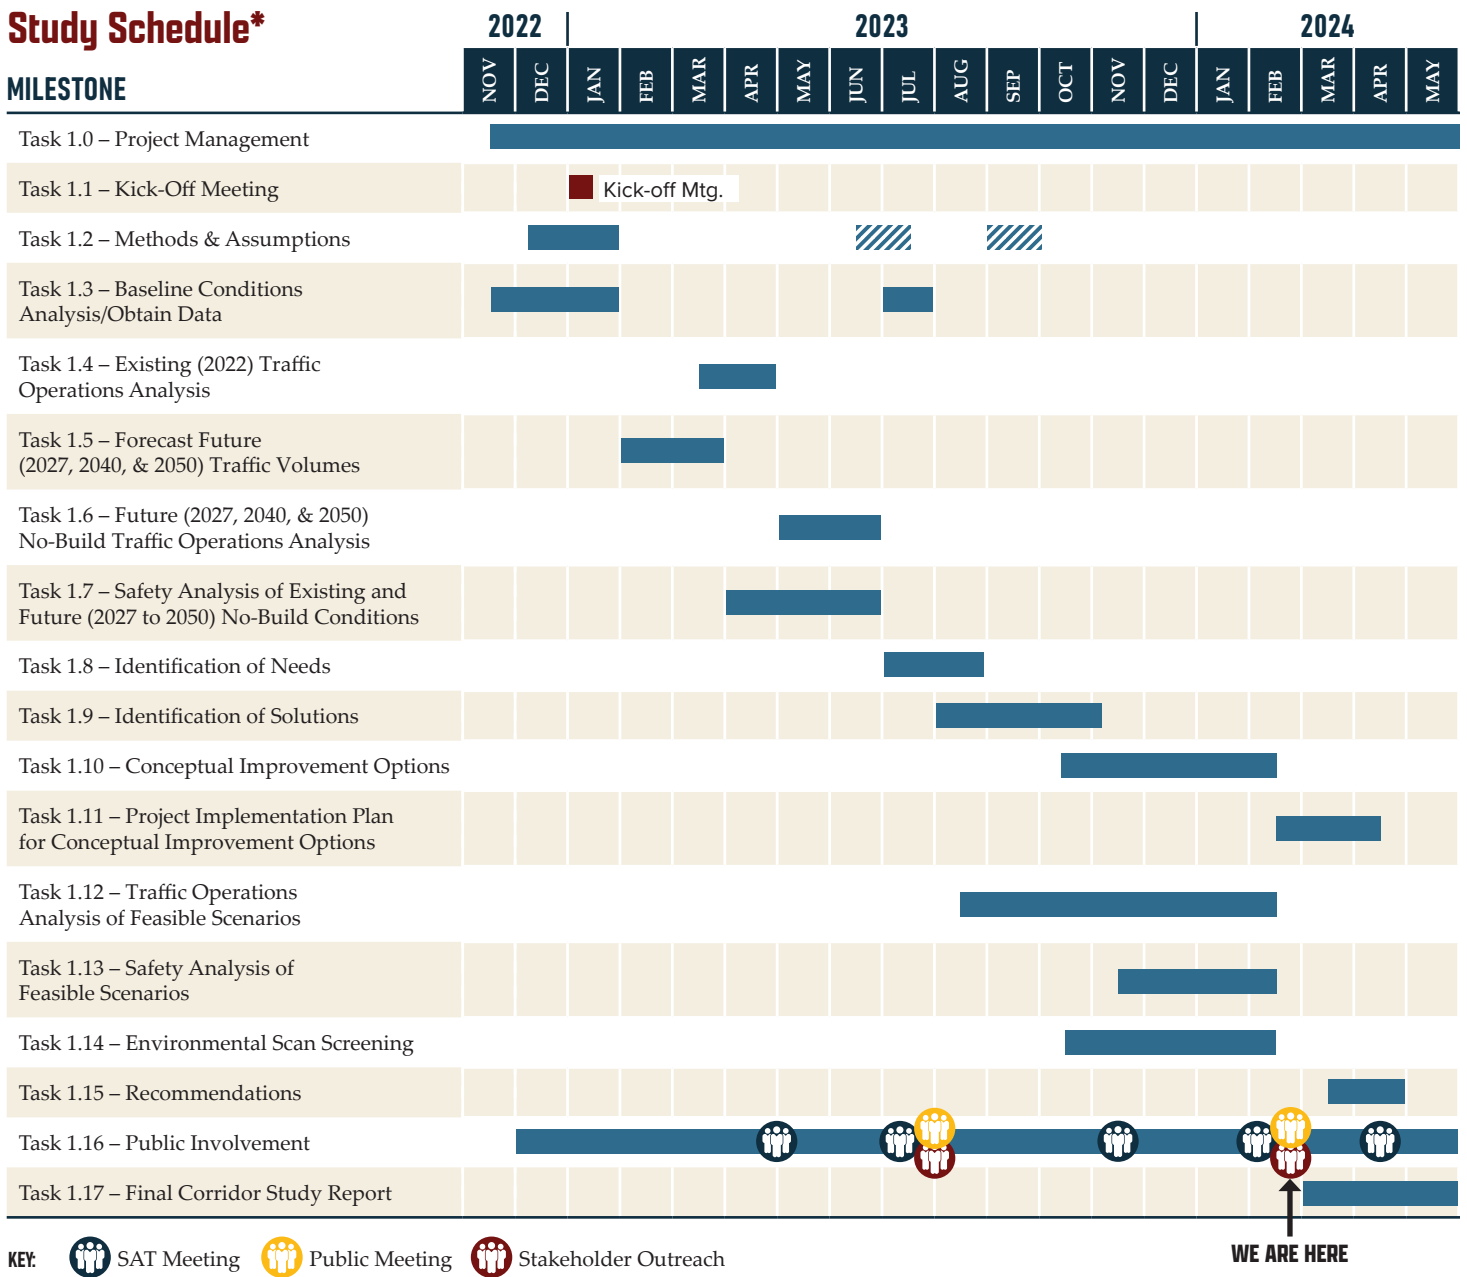 Study Schedule*
2022
2023
2024
MILESTONE
NOV
DEC
JAN
FEB
MAR
APR
MAY
JUN
JUL
AUG
SEP
OCT
NOV
DEC
JAN
FEB
MAR
APR
MAY
Task 1.0 – Project Management
Task 1.1 – Kick-Off Meeting
Kick-off Mtg.
Task 1.2 – Methods & Assumptions
Task 1.3 – Baseline Conditions
Analysis/Obtain Data
Task 1.4 – Existing (2022) Traffic
Operations Analysis
Task 1.5 – Forecast Future
(2027, 2040, & 2050) Traffic Volumes
Task 1.6 – Future (2027, 2040, & 2050)
No-Build Traffic Operations Analysis
Task 1.7 – Safety Analysis of Existing and
Future (2027 to 2050) No-Build Conditions
Task 1.8 – Identification of Needs
Task 1.9 – Identification of Solutions
Task 1.10 – Conceptual Improvement Options
Task 1.11 – Project Implementation Plan
for Conceptual Improvement Options
Task 1.12 – Traffic Operations
Analysis of Feasible Scenarios
Task 1.13 – Safety Analysis of
Feasible Scenarios
Task 1.14 – Environmental Scan Screening
Task 1.15 – Recommendations
Task 1.16 – Public Involvement
Task 1.17 – Final Corridor Study Report
KEY:
SAT Meeting
Public Meeting
Stakeholder Outreach
WE ARE HERE